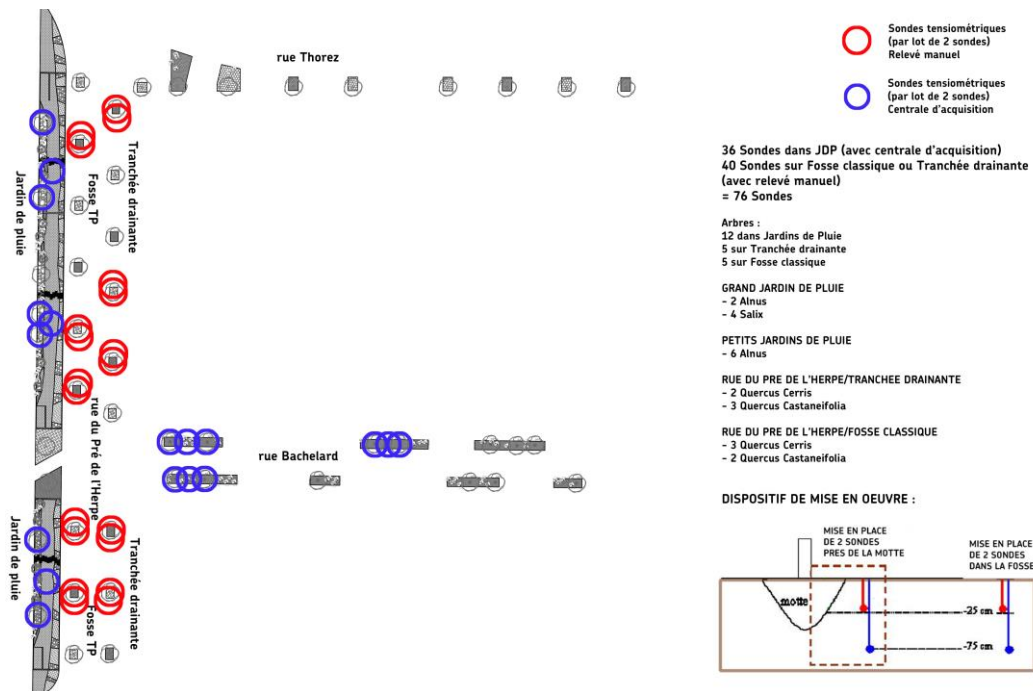 rue Thorez
Tranchée drainante
Fosse TP
Jardin de pluie
rue du Pré de l'Herpe
rue Bachelard
Jardin de pluie
Tranchée drainante
Fosse TP
Sondes tensiométriques
(par lot de 2 sondes)
Relevé manuel
Sondes tensiométriques
(par lot de 2 sondes)
Centrale d'acquisition
36 Sondes dans JDP (avec centrale d'acquisition)
40 Sondes sur Fosse classique ou Tranchée drainante
(avec relevé manuel)
= 76 Sondes
Arbres :
12 dans Jardins de Pluie
5 sur Tranchée drainante
5 sur Fosse classique
GRAND JARDIN DE PLUIE
- 2 Alnus
- 4 Salix
PETITS JARDINS DE PLUIE
- 6 Alnus
RUE DU PRE DE L'HERPE/TRANCHEE DRAINANTE
- 2 Quercus Cerris
- 3 Quercus Castaneifolia
RUE DU PRE DE L'HERPE/FOSSE CLASSIQUE
- 3 Quercus Cerris
- 2 Quercus Castaneifolia
DISPOSITIF DE MISE EN OEUVRE :
MISE EN PLACE
DE 2 SONDES
PRES DE LA MOTTE
MISE EN PLACE
DE 2 SONDES
DANS LA FOSSE
motte
-25 cm
-75 cm